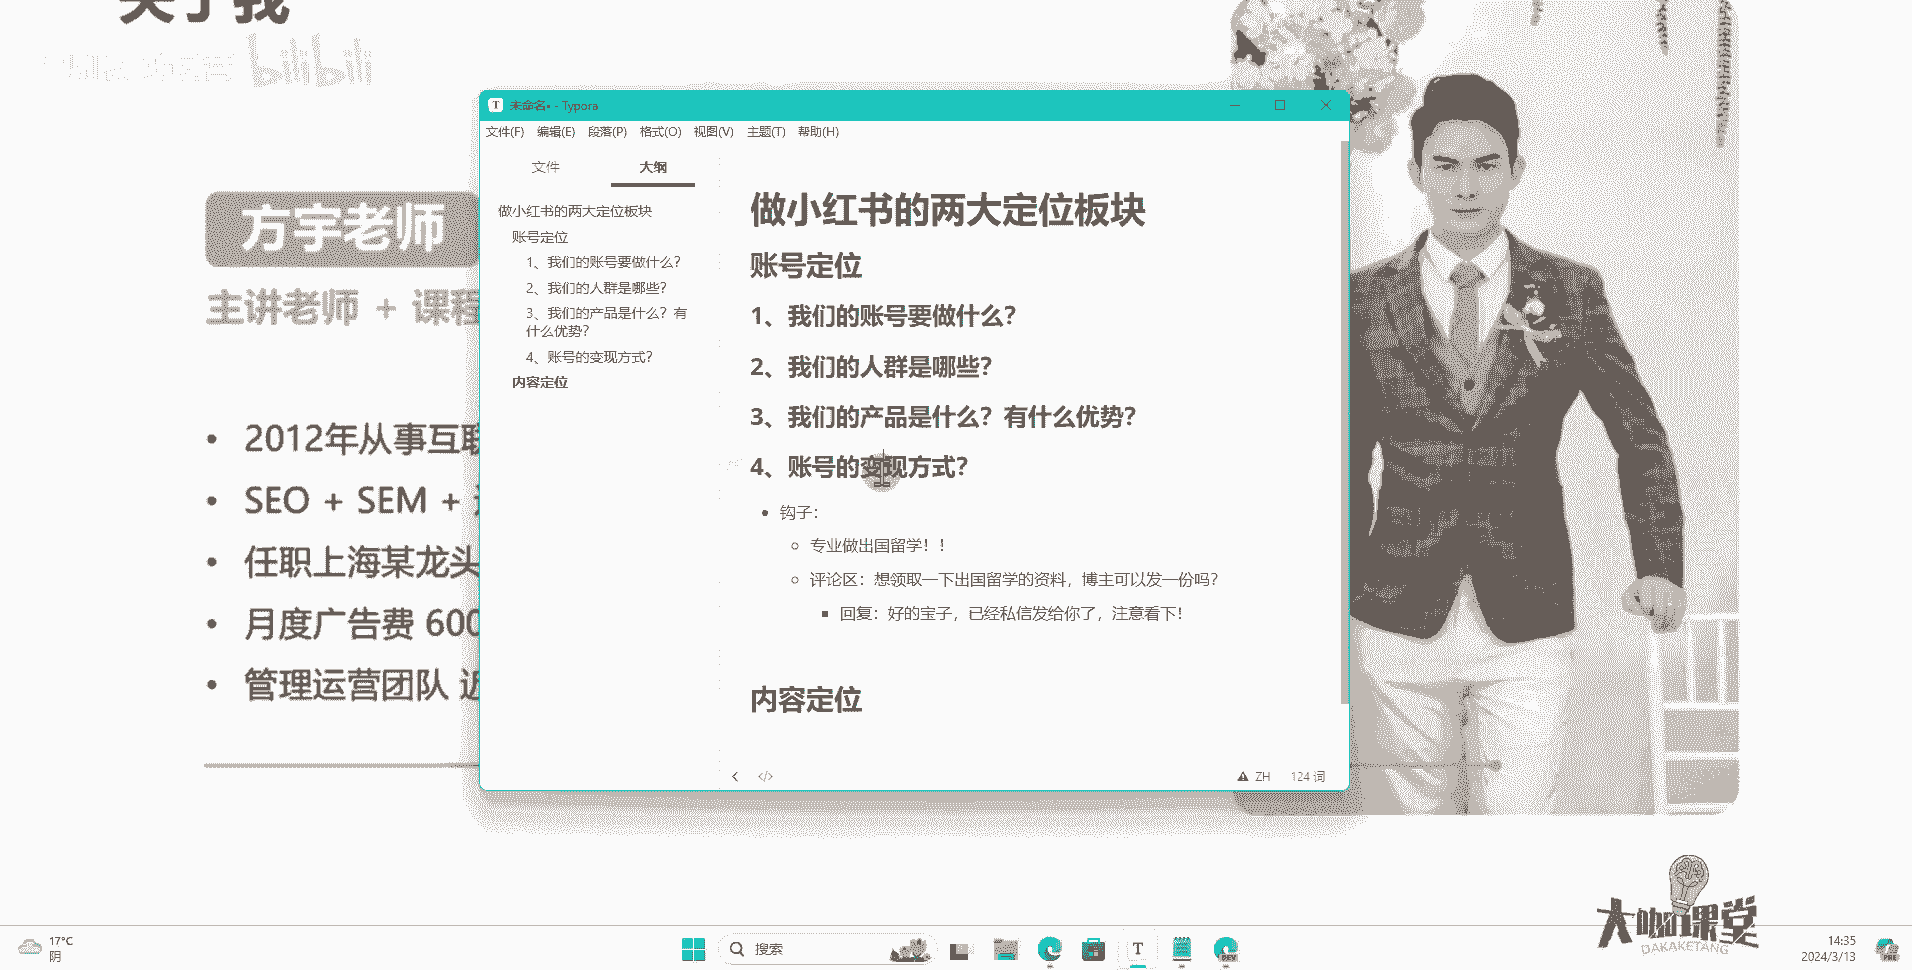 关于我
bilibili
方宇老师
主讲老师 + 课程
2012年从事互联
SEO + SEM +
任职上海某龙头
月度广告费 600
管理运营团队 近
未命名• - Typora
文件(F) 编辑(E) 段落(P) 格式(O) 视图(V) 主题(T) 帮助(H)
文件 大纲
做小红书的两大定位板块
账号定位
1、我们的账号要做什么?
2、我们的人群是哪些?
3、我们的产品是什么?有
什么优势?
4、账号的变现方式?
内容定位
做小红书的两大定位板块
账号定位
1、我们的账号要做什么?
2、我们的人群是哪些?
3、我们的产品是什么?有什么优势?
4、账号的变现方式?
钩子:
专业做出国留学!!
评论区:想领取一下出国留学的资料,博主可以发一份吗?
回复:好的宝子,已经私信发给你了,注意看下!
内容定位
ZH 124 词
大咖课堂
DAKAKETANG
17°C
阴
搜索
T
DEV
14:35
2024/3/13
PRE